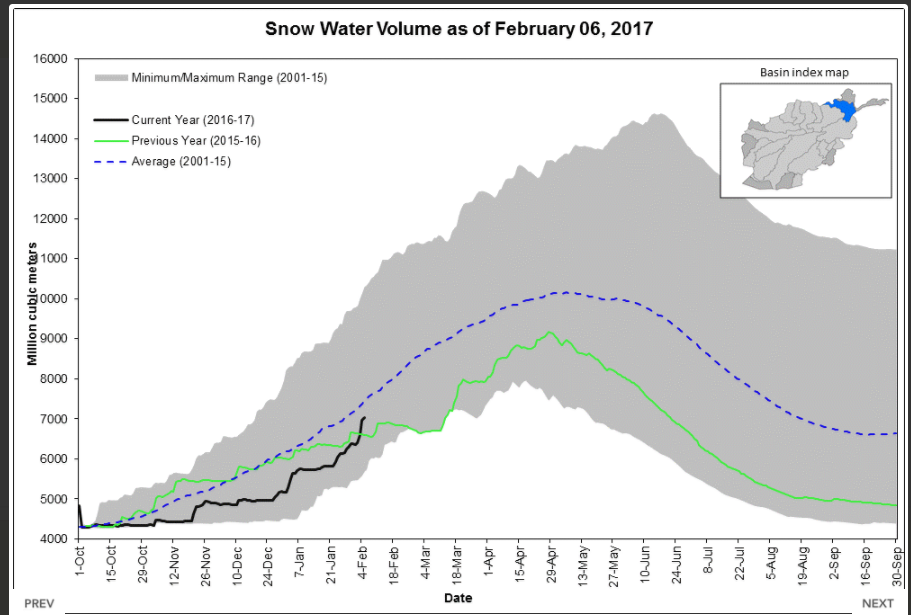 Snow Water Volume as of February 06, 2017
16000
15000
14000
13000
12000
11000
10000
9000
8000
7000
6000
5000
4000
Million cubic meters
Minimum/Maximum Range (2001-15)
Current Year (2016-17)
Previous Year (2015-16)
Average (2001-15)
Basin index map
1-Oct
15-Oct
29-Oct
12-Nov
26-Nov
10-Dec
24-Dec
7-Jan
21-Jan
4-Feb
18-Feb
4-Mar
18-Mar
1-Apr
15-Apr
29-Apr
13-May
27-May
10-Jun
24-Jun
8-Jul
22-Jul
5-Aug
19-Aug
2-Sep
16-Sep
30-Sep
Date
PREV
NEXT